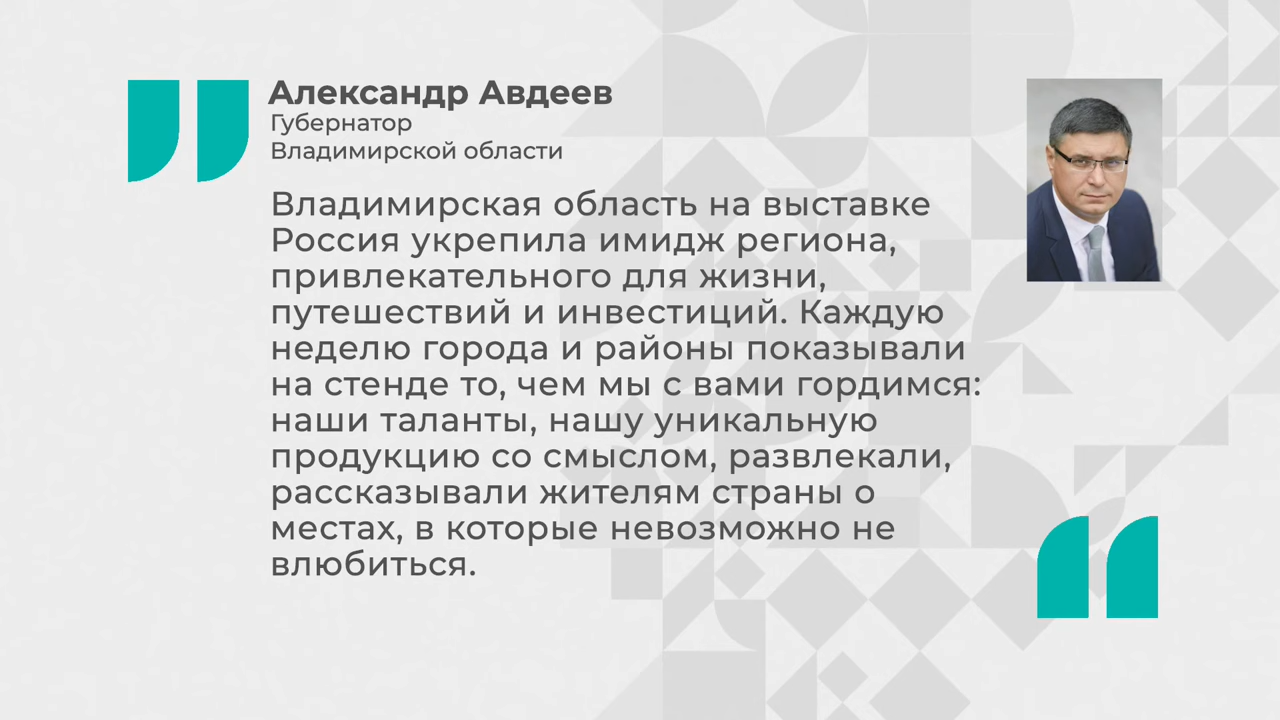 Александр Авдеев
Губернатор
Владимирской области
Владимирская область на выставке
Россия укрепила имидж региона,
привлекательного для жизни,
путешествий и инвестиций. Каждую
неделю города и районы показывали
на стенде то, чем мы с вами гордимся:
наши таланты, нашу уникальную
продукцию со смыслом, развлекали,
рассказывали жителям страны о
местах, в которые невозможно не
влюбиться.